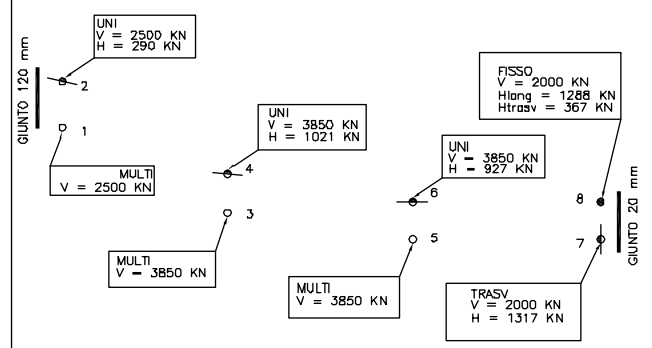 UNI
V = 2500 KN
H = 290 KN
GIUNTO 120 mm
2
1
MULTI
V = 2500 KN
UNI
V = 3850 KN
H = 1021 KN
4
3
MULTI
V = 3850 KN
UNI
V = 3850 KN
H = 927 KN
6
5
MULTI
V = 3850 KN
FISSO
V = 2000 KN
Hlong = 1288 KN
Htrasv = 367 KN
8
7
GIUNTO 20 mm
TRASV
V = 2000 KN
H = 1317 KN